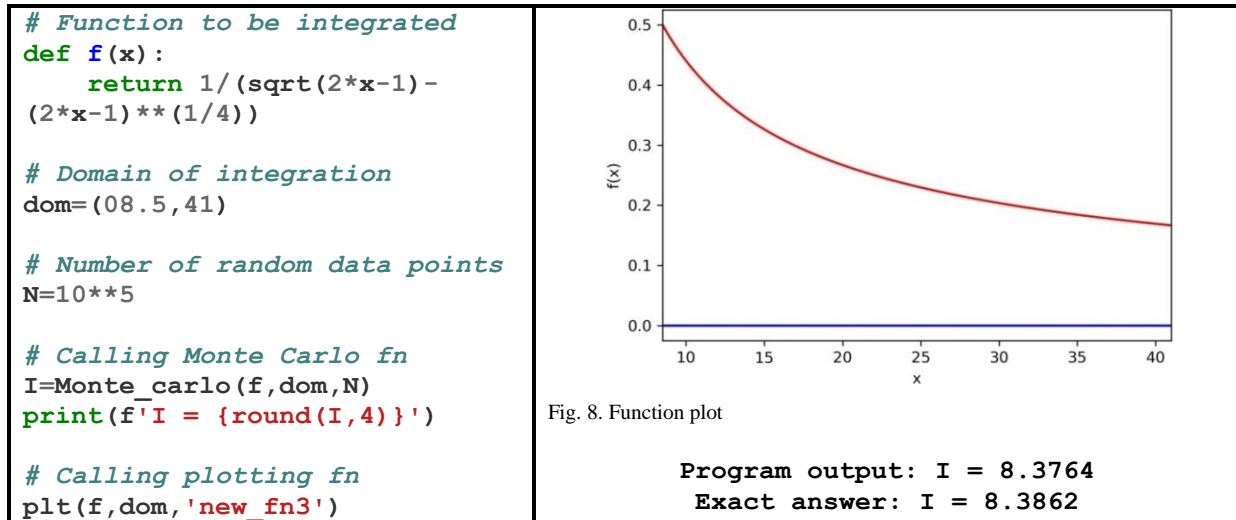 # Function to be integrated
def f(x):
    return 1/(sqrt(2*x-1)-
(2*x-1)**(1/4))
# Domain of integration
dom=(08.5,41)
# Number of random data points
N=10**5
# Calling Monte Carlo fn
I=Monte_carlo(f,dom,N)
print(f'I = {round(I,4)}')
# Calling plotting fn
plt(f,dom,'new_fn3')
0.5
0.4
0.3
0.2
0.1
0.0
f(x)
10 15 20 25 30 35 40
x
Fig. 8. Function plot
Program output: I = 8.3764
Exact answer: I = 8.3862